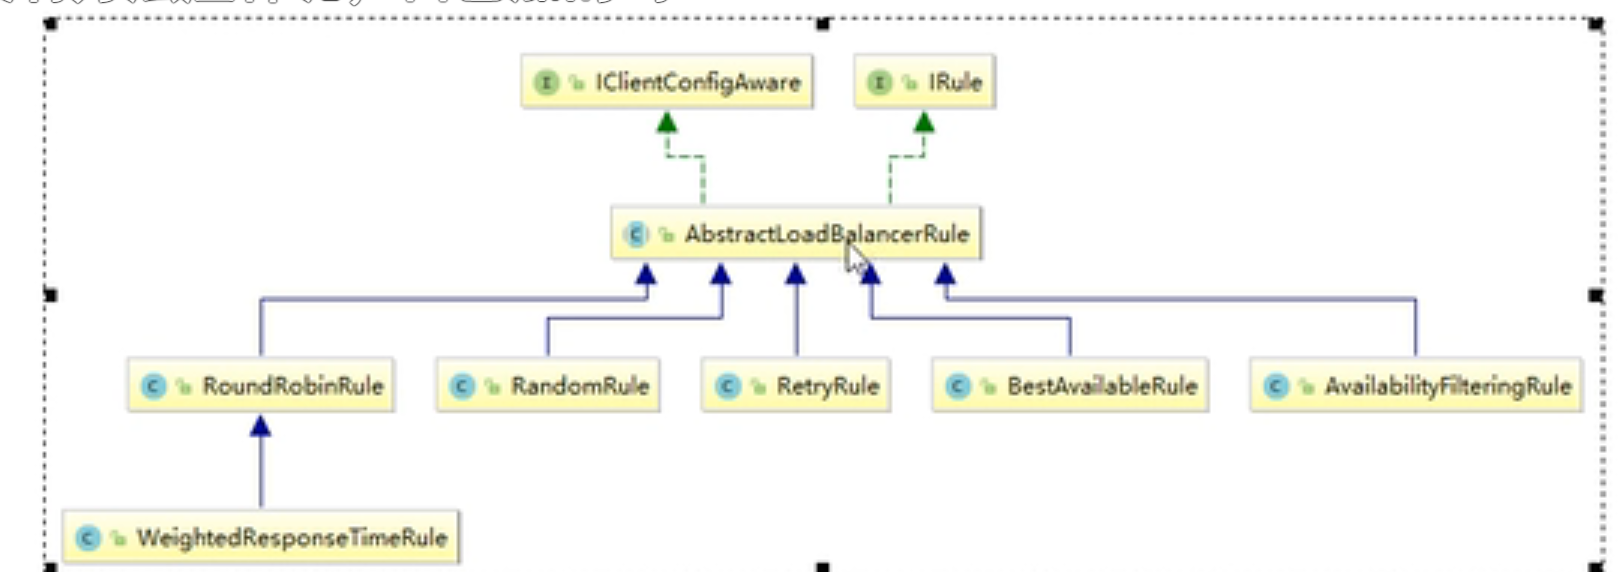 IClientConfigAware
IRule
AbstractLoadBalancerRule
RoundRobinRule
RandomRule
RetryRule
BestAvailableRule
AvailabilityFilteringRule
WeightedResponseTimeRule